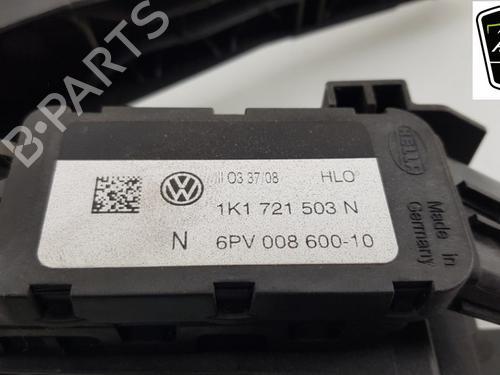 03 37 08 HLO
1K1 721 503 N
N 6PV 008 600-10
HELLA
Made in
Germany
B-PARTS